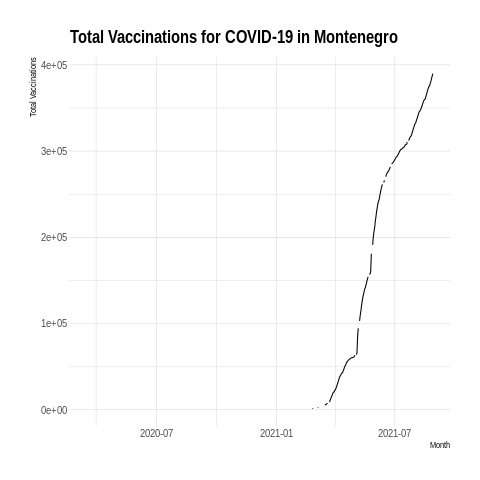 Total Vaccinations for COVID-19 in Montenegro
Total Vaccinations
4e+05
3e+05
2e+05
1e+05
0e+00
2020-07
2021-01
2021-07
Month